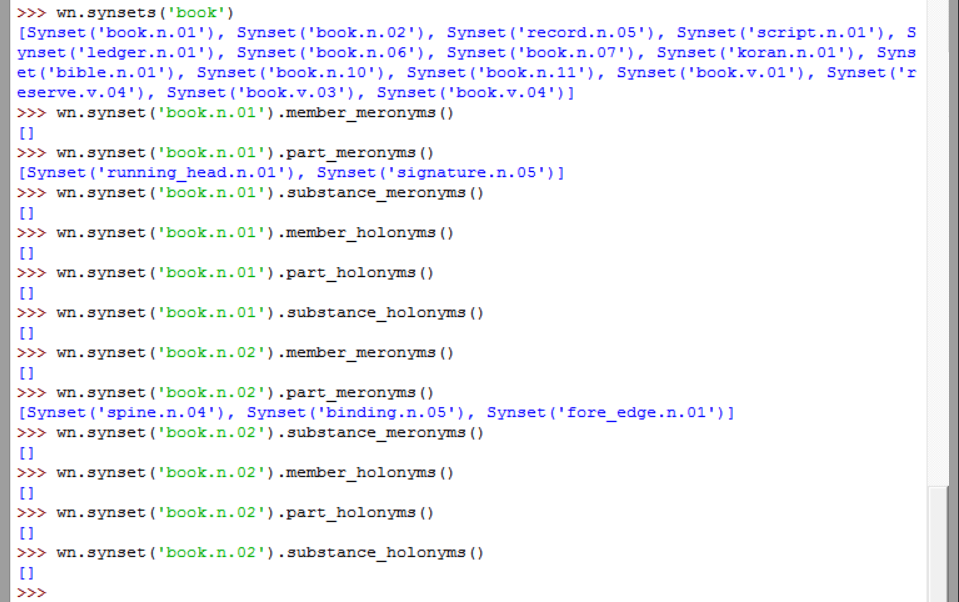 >>> wn.synsets('book')
[Synset('book.n.01'), Synset('book.n.02'), Synset('record.n.05'), Synset('script.n.01'), S
ynset('ledger.n.01'), Synset('book.n.06'), Synset('book.n.07'), Synset('koran.n.01'), Syns
et('bible.n.01'), Synset('book.n.10'), Synset('book.n.11'), Synset('book.v.01'), Synset('r
eserve.v.04'), Synset('book.v.03'), Synset('book.v.04')]
>>> wn.synset('book.n.01').member_meronyms()
[]
>>> wn.synset('book.n.01').part_meronyms()
[Synset('running_head.n.01'), Synset('signature.n.05')]
>>> wn.synset('book.n.01').substance_meronyms()
[]
>>> wn.synset('book.n.01').member_holonyms()
[]
>>> wn.synset('book.n.01').part_holonyms()
[]
>>> wn.synset('book.n.01').substance_holonyms()
[]
>>> wn.synset('book.n.02').member_meronyms()
[]
>>> wn.synset('book.n.02').part_meronyms()
[Synset('spine.n.04'), Synset('binding.n.05'), Synset('fore_edge.n.01')]
>>> wn.synset('book.n.02').substance_meronyms()
[]
>>> wn.synset('book.n.02').member_holonyms()
[]
>>> wn.synset('book.n.02').part_holonyms()
[]
>>> wn.synset('book.n.02').substance_holonyms()
[]
>>>